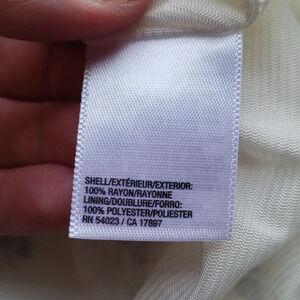 SHELL/EXTÉRIEUR/EXTERIOR:
100% RAYON/RAYONNE
LINING/DOUBLURE/FORRO:
100% POLYESTER/POLIESTER
RN 54023 / CA 17897